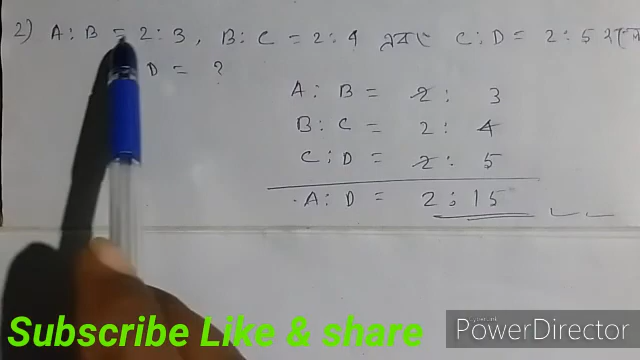 2) A : B = 2 : 3 , B : C = 2 : 4 এবং C : D = 2 : 5 হলে
D = ?
A : B = 2 : 3
B : C = 2 : 4
C : D = 2 : 5
A : D = 2 : 15
Subscribe Like & share
PowerDirector